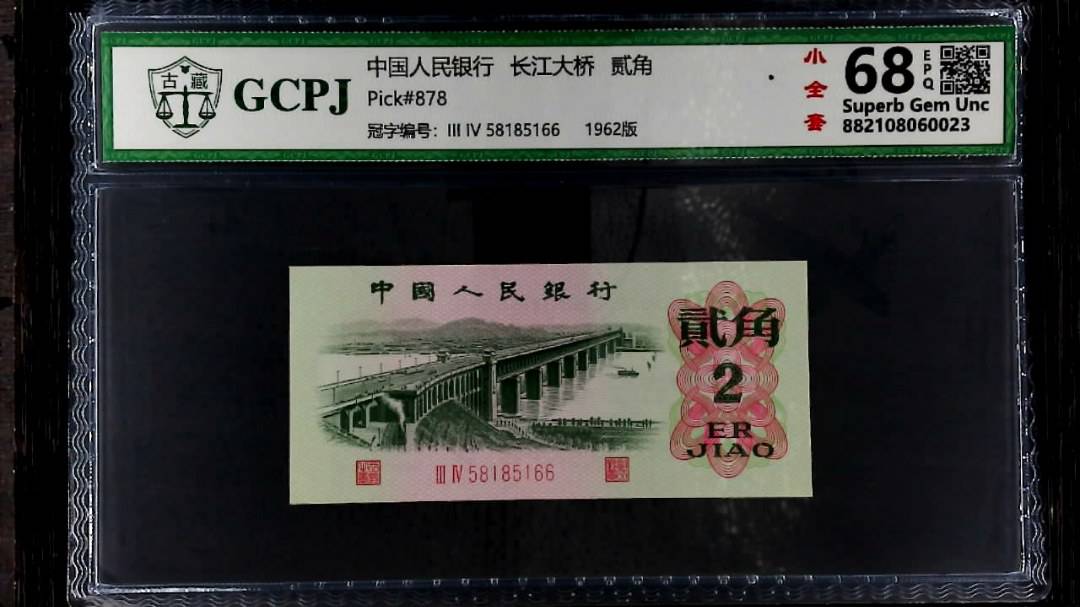 古藏
GCPJ
中国人民银行 长江大桥 贰角
Pick#878
冠字编号: III IV 58185166 1962版
小全套
68
EPQ
Superb Gem Unc
882108060023
中國人民銀行
貳角
2
ER
JIAO
III IV 58185166